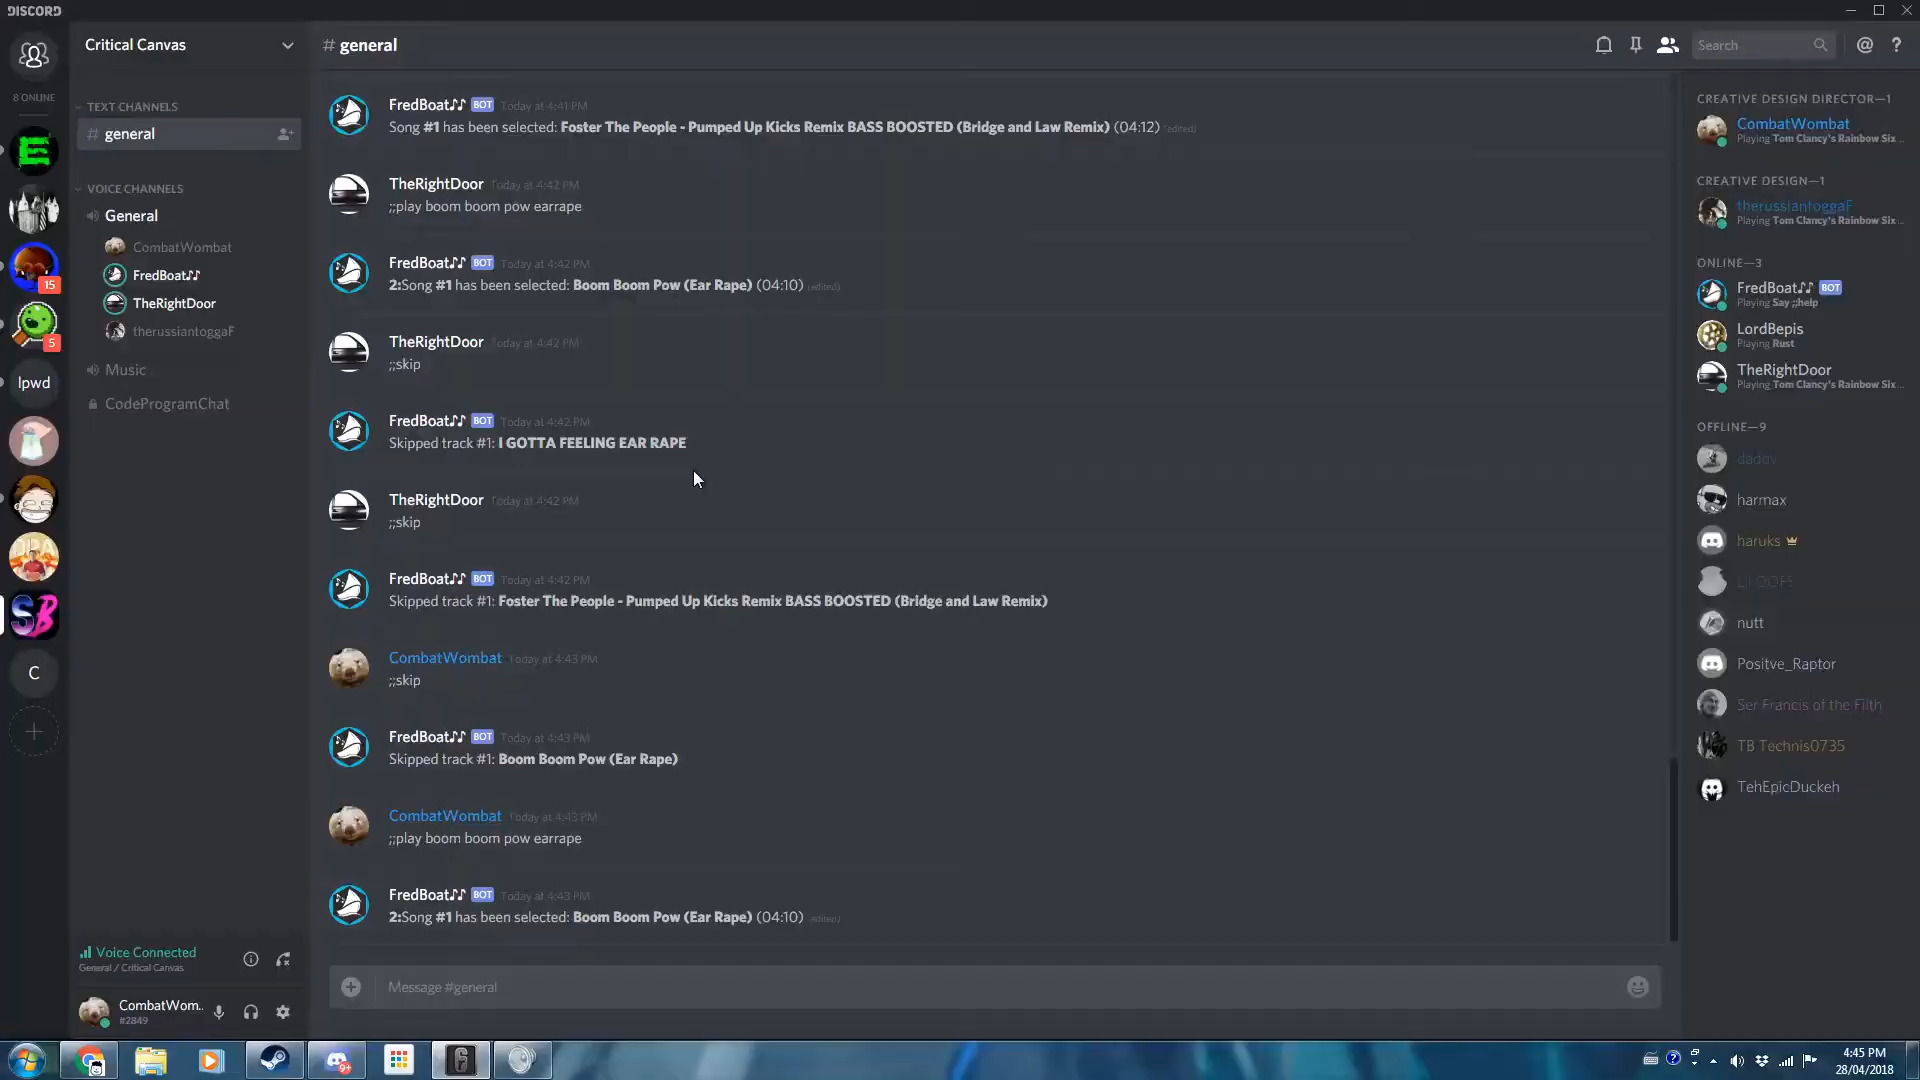 DISCORD
Critical Canvas
# general
Search
@
?
8 ONLINE
TEXT CHANNELS
# general
VOICE CHANNELS
General
CombatWombat
FredBoat♪♪
TheRightDoor
therussiantoggaF
Music
CodeProgramChat
15
5
lpwd
SB
C
FredBoat♪♪ BOT Today at 4:41 PM
Song #1 has been selected: Foster The People - Pumped Up Kicks Remix BASS BOOSTED (Bridge and Law Remix) (04:12) (edited)
TheRightDoor Today at 4:42 PM
;;play boom boom pow earrape
FredBoat♪♪ BOT Today at 4:42 PM
2:Song #1 has been selected: Boom Boom Pow (Ear Rape) (04:10) (edited)
TheRightDoor Today at 4:42 PM
;;skip
FredBoat♪♪ BOT Today at 4:42 PM
Skipped track #1: I GOTTA FEELING EAR RAPE
TheRightDoor Today at 4:42 PM
;;skip
FredBoat♪♪ BOT Today at 4:42 PM
Skipped track #1: Foster The People - Pumped Up Kicks Remix BASS BOOSTED (Bridge and Law Remix)
CombatWombat Today at 4:43 PM
;;skip
FredBoat♪♪ BOT Today at 4:43 PM
Skipped track #1: Boom Boom Pow (Ear Rape)
CombatWombat Today at 4:43 PM
;;play boom boom pow earrape
FredBoat♪♪ BOT Today at 4:43 PM
2:Song #1 has been selected: Boom Boom Pow (Ear Rape) (04:10) (edited)
Message #general
CREATIVE DESIGN DIRECTOR—1
CombatWombat
Playing Tom Clancy's Rainbow Six ...
CREATIVE DESIGN—1
therussiantoggaF
Playing Tom Clancy's Rainbow Six ...
ONLINE—3
FredBoat♪♪ BOT
Playing Say ;;help
LordBepis
Playing Rust
TheRightDoor
Playing Tom Clancy's Rainbow Six ...
OFFLINE—9
daddy
harmax
haruks
nutt
Positve_Raptor
Ser Francis of the Filth
TB Technis0735
TehEpicDuckeh
Voice Connected
General / Critical Canvas
CombatWom...
#2849
9+
6
4:45 PM
28/04/2018